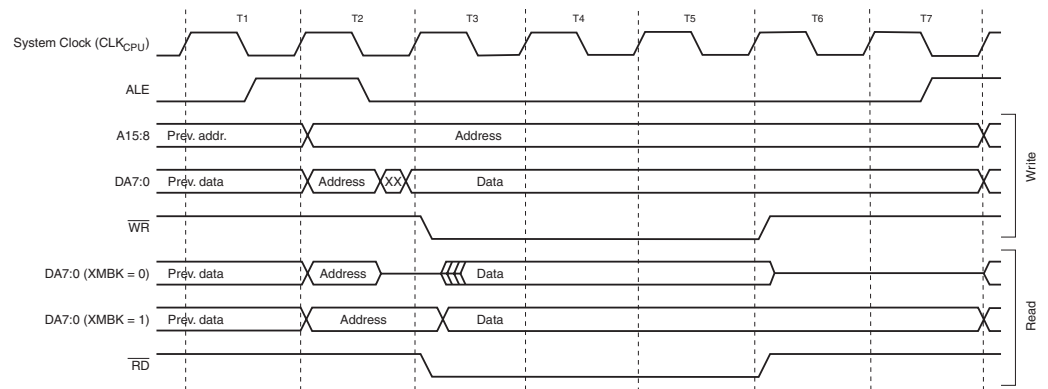 T1 T2 T3 T4 T5 T6 T7
System Clock (CLKCPU)
ALE
A15:8 Prev. addr. Address
DA7:0 Prev. data Address XX Data
WR
Write
DA7:0 (XMBK = 0) Prev. data Address Data
DA7:0 (XMBK = 1) Prev. data Address Data
RD
Read